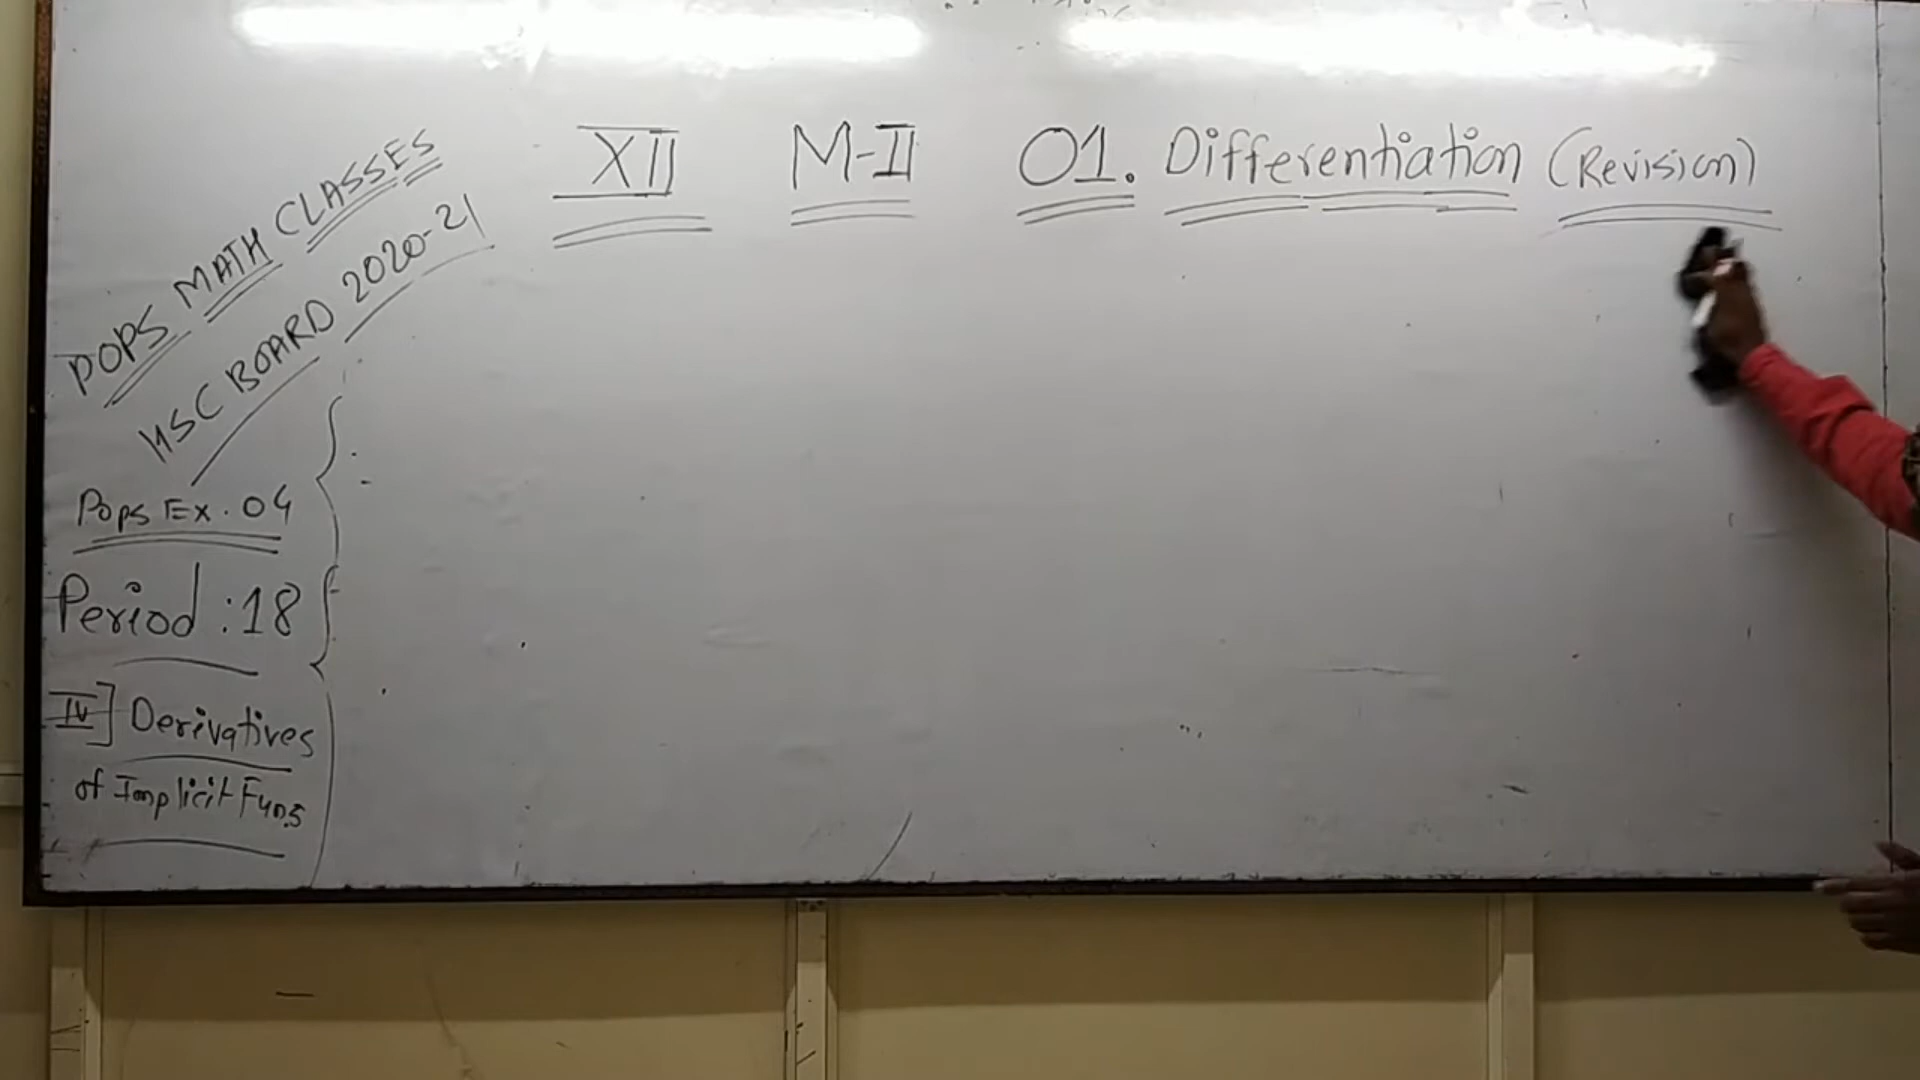 XII M-II 01. Differentiation (Revision)
POPS MATH CLASSES
HSC BOARD 2020-21
Pops Ex. 04
Period : 18
IV] Derivatives
of Implicit Funs